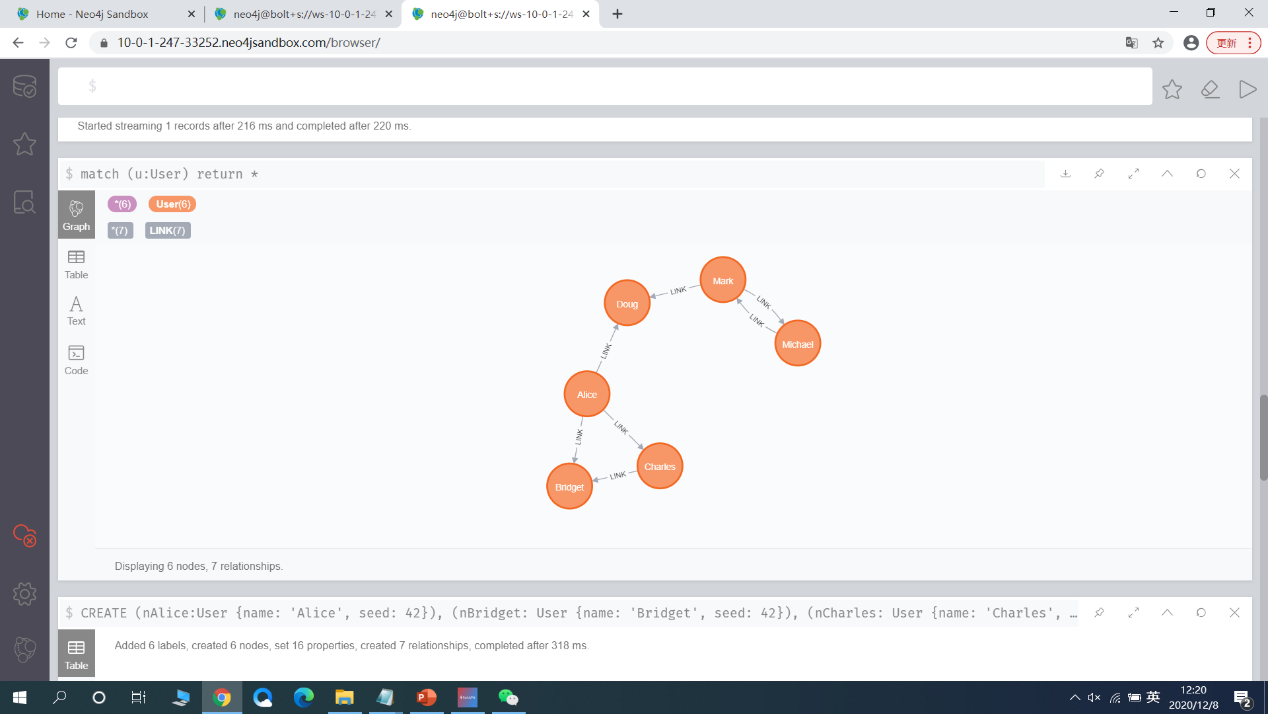 Home - Neo4j Sandbox
neo4j@bolt+s://ws-10-0-1-24
neo4j@bolt+s://ws-10-0-1-24
10-0-1-247-33252.neo4jsandbox.com/browser/
更新
$
Started streaming 1 records after 216 ms and completed after 220 ms.
$ match (u:User) return *
Graph
*(6) User(6)
*(7) LINK(7)
Table
Text
Code
Mark
Doug
LINK
LINK
LINK
Michael
LINK
Alice
LINK
LINK
Charles
LINK
Bridget
Displaying 6 nodes, 7 relationships.
$ CREATE (nAlice:User {name: 'Alice', seed: 42}), (nBridget: User {name: 'Bridget', seed: 42}), (nCharles: User {name: 'Charles', …
Added 6 labels, created 6 nodes, set 16 properties, created 7 relationships, completed after 318 ms.
Table
英
12:20
2020/12/8
2